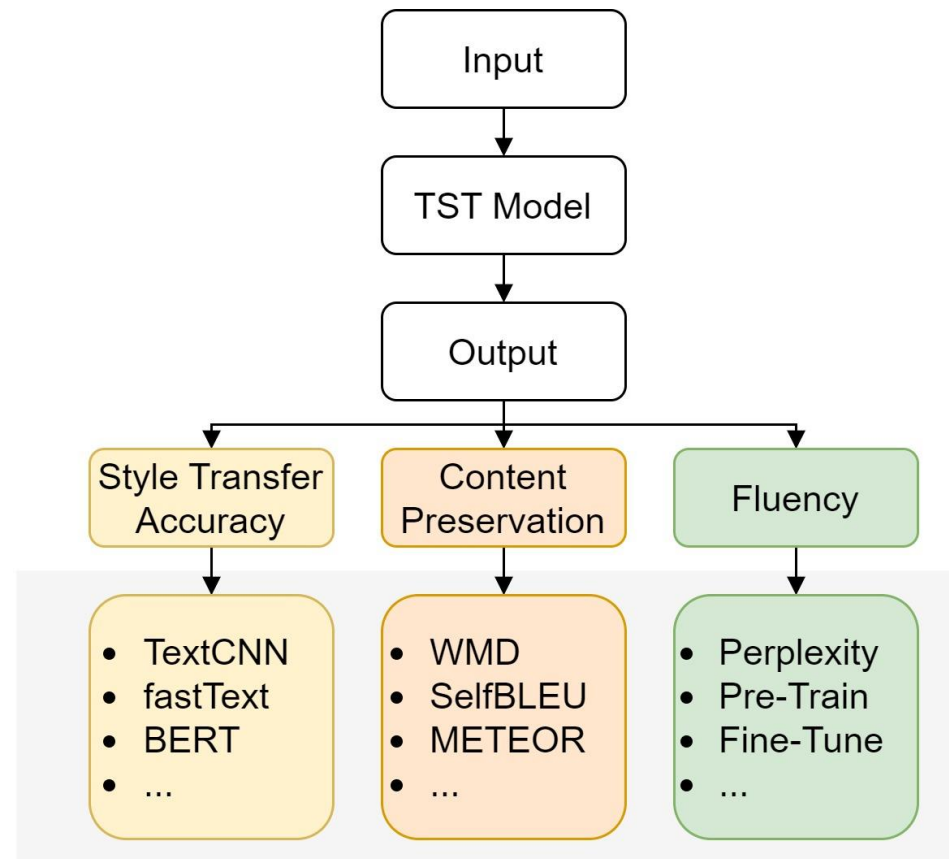 Input
TST Model
Output
Style Transfer
Accuracy
Content
Preservation
Fluency
• TextCNN
• fastText
• BERT
• ...
• WMD
• SelfBLEU
• METEOR
• ...
• Perplexity
• Pre-Train
• Fine-Tune
• ...